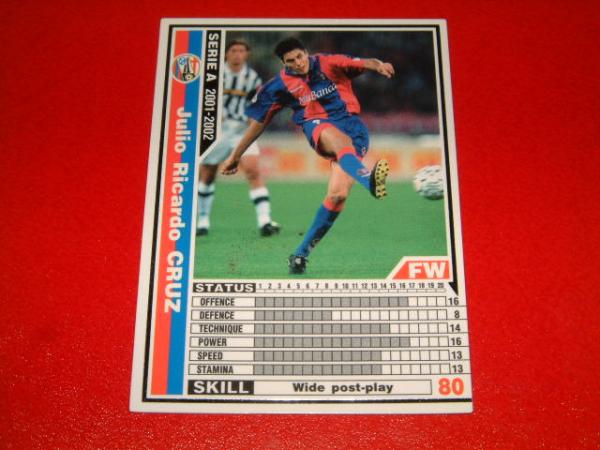 SERIE A 2001-2002
Julio Ricardo CRUZ
FW
STATUS 1 2 3 4 5 6 7 8 9 10 11 12 13 14 15 16 17 18 19 20
OFFENCE 16
DEFENCE 8
TECHNIQUE 14
POWER 16
SPEED 13
STAMINA 13
SKILL Wide post-play 80